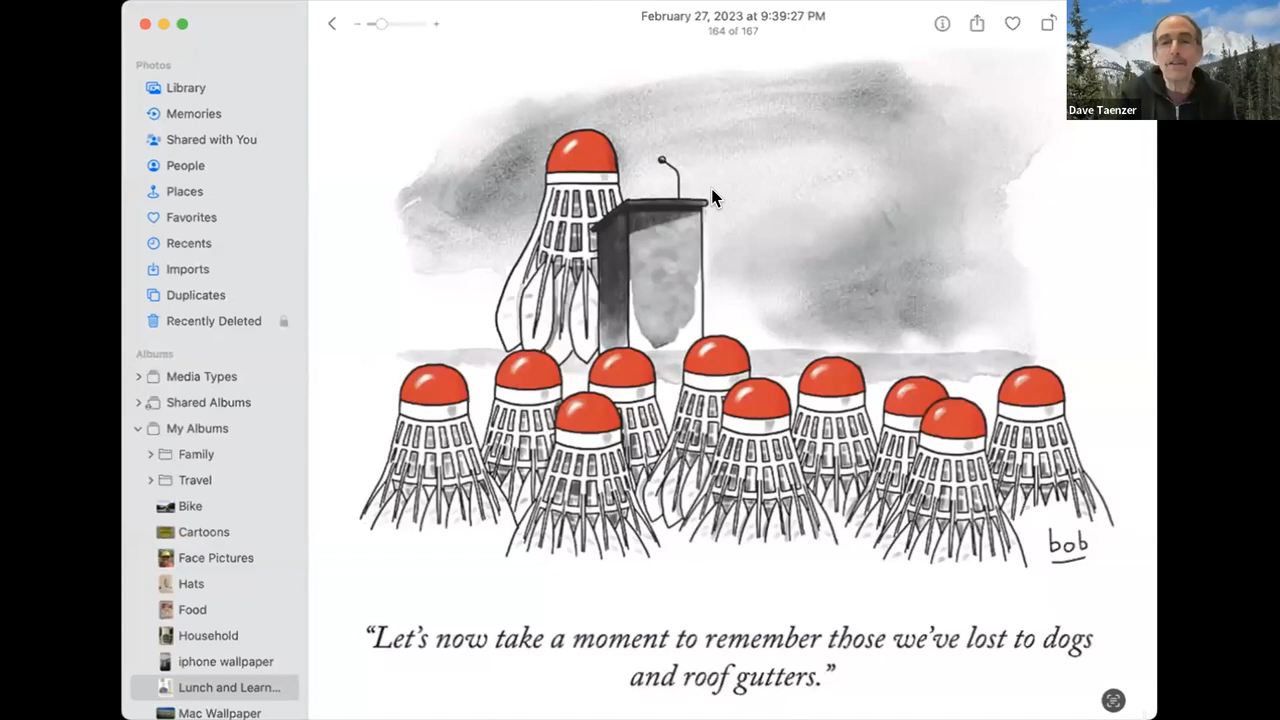 February 27, 2023 at 9:39:27 PM
164 of 167
Dave Taenzer
Photos
Library
Memories
Shared with You
People
Places
Favorites
Recents
Imports
Duplicates
Recently Deleted
Albums
Media Types
Shared Albums
My Albums
Family
Travel
Bike
Cartoons
Face Pictures
Hats
Food
Household
iphone wallpaper
Lunch and Learn...
Mac Wallpaper
bob
“Let’s now take a moment to remember those we’ve lost to dogs
and roof gutters.”